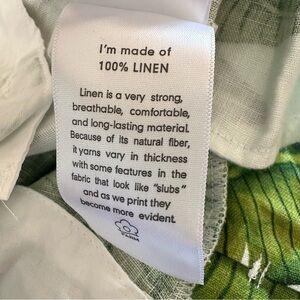 I'm made of
100% LINEN
Linen is a very strong,
breathable, comfortable,
and long-lasting material.
Because of its natural fiber,
it yarns vary in thickness
with some features in the
fabric that look like "slubs"
and as we print they
become more evident.